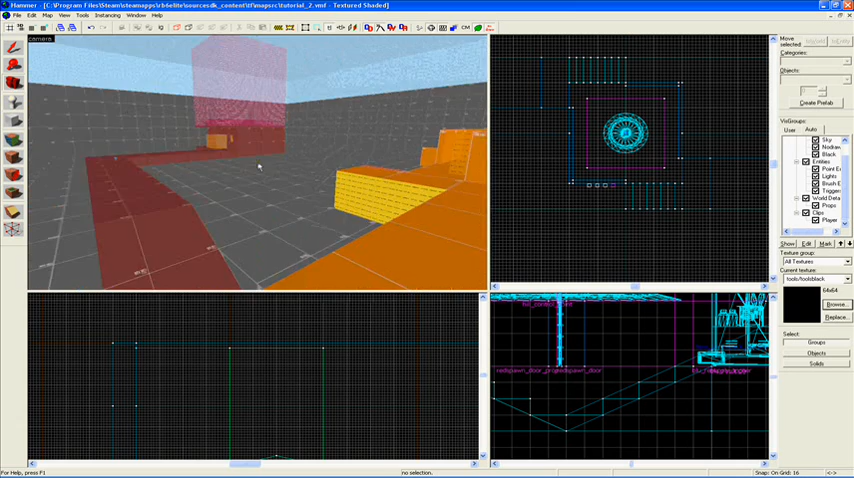 Hammer - [C:\Program Files\Steam\steamapps\rb6elite\sourcesdk_content\tf\mapsrc\tutorial_2.vmf - Textured Shaded]
File Edit Map View Tools Instancing Window Help
camera
Move
selected:
Categories:
Objects:
Create Prefab
VisGroups:
User Auto
Sky
Nodraw
Black
Entities
Point E
Lights
Brush E
Triggers
World Deta
Props
Clips
Player
Show Edit Mark
Texture group:
All Textures
Current texture:
tools/toolsblack
64x64
Browse...
Replace...
Select:
Groups
Objects
Solids
For Help, press F1
no selection.
Snap: On Grid: 16
<->